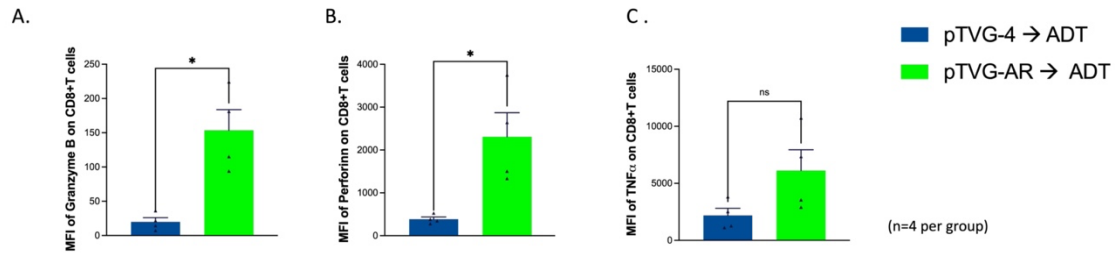 A.
B.
C .
MFI of Granzyme B on CD8+T cells
250
200
150
100
50
0
*
MFI of Perforinn on CD8+T cells
4000
3000
2000
1000
0
*
MFI of TNFα on CD8+T cells
15000
10000
5000
0
ns
pTVG-4 → ADT
pTVG-AR → ADT
(n=4 per group)